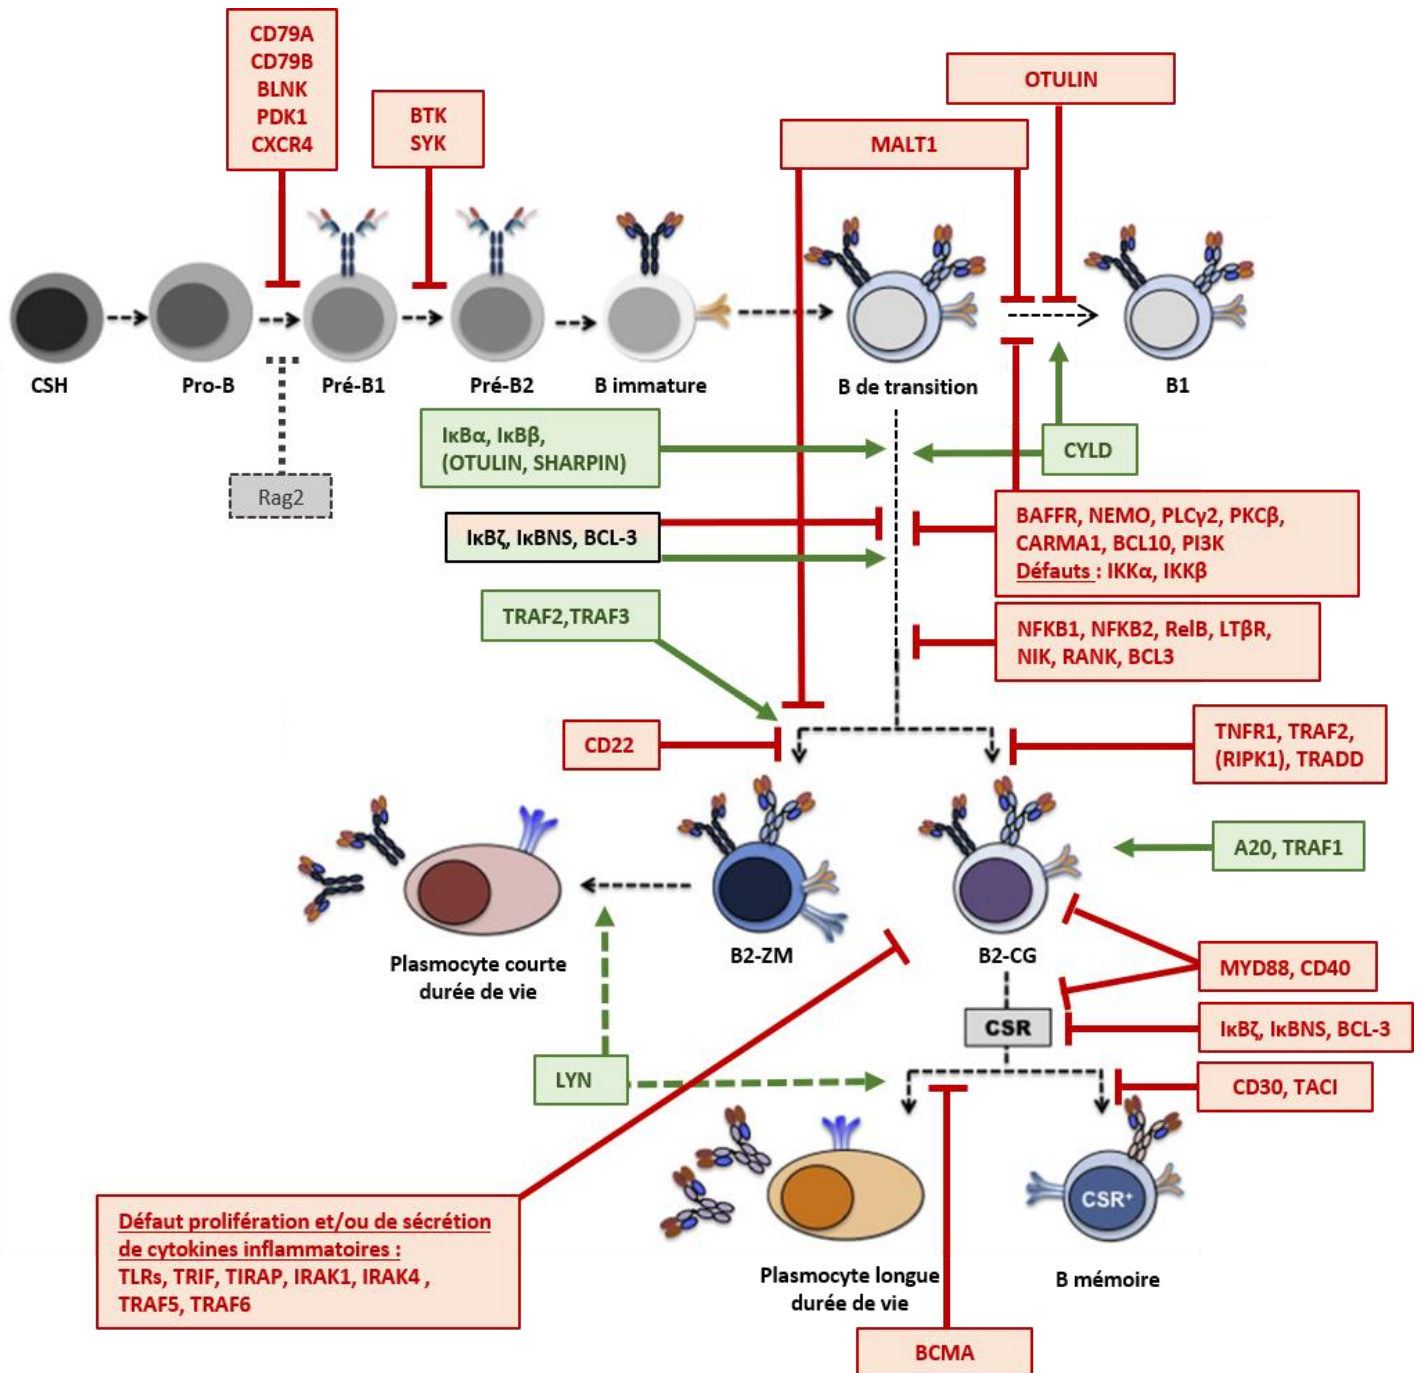 CD79A
CD79B
BLNK
PDK1
CXCR4
BTK
SYK
OTULIN
MALT1
CSH
Pro-B
Pré-B1
Pré-B2
B immature
B de transition
B1
Rag2
IκBα, IκBβ,
(OTULIN, SHARPIN)
CYLD
IκBζ, IκBNS, BCL-3
BAFFR, NEMO, PLCγ2, PKCβ,
CARMA1, BCL10, PI3K
Défauts : IKKα, IKKβ
TRAF2,TRAF3
NFKB1, NFKB2, RelB, LTβR,
NIK, RANK, BCL3
CD22
TNFR1, TRAF2,
(RIPK1), TRADD
A20, TRAF1
Plasmocyte courte
durée de vie
B2-ZM
B2-CG
MYD88, CD40
CSR
IκBζ, IκBNS, BCL-3
LYN
CD30, TACI
CSR⁺
Défaut prolifération et/ou de sécrétion
de cytokines inflammatoires :
TLRs, TRIF, TIRAP, IRAK1, IRAK4 ,
TRAF5, TRAF6
Plasmocyte longue
durée de vie
B mémoire
BCMA